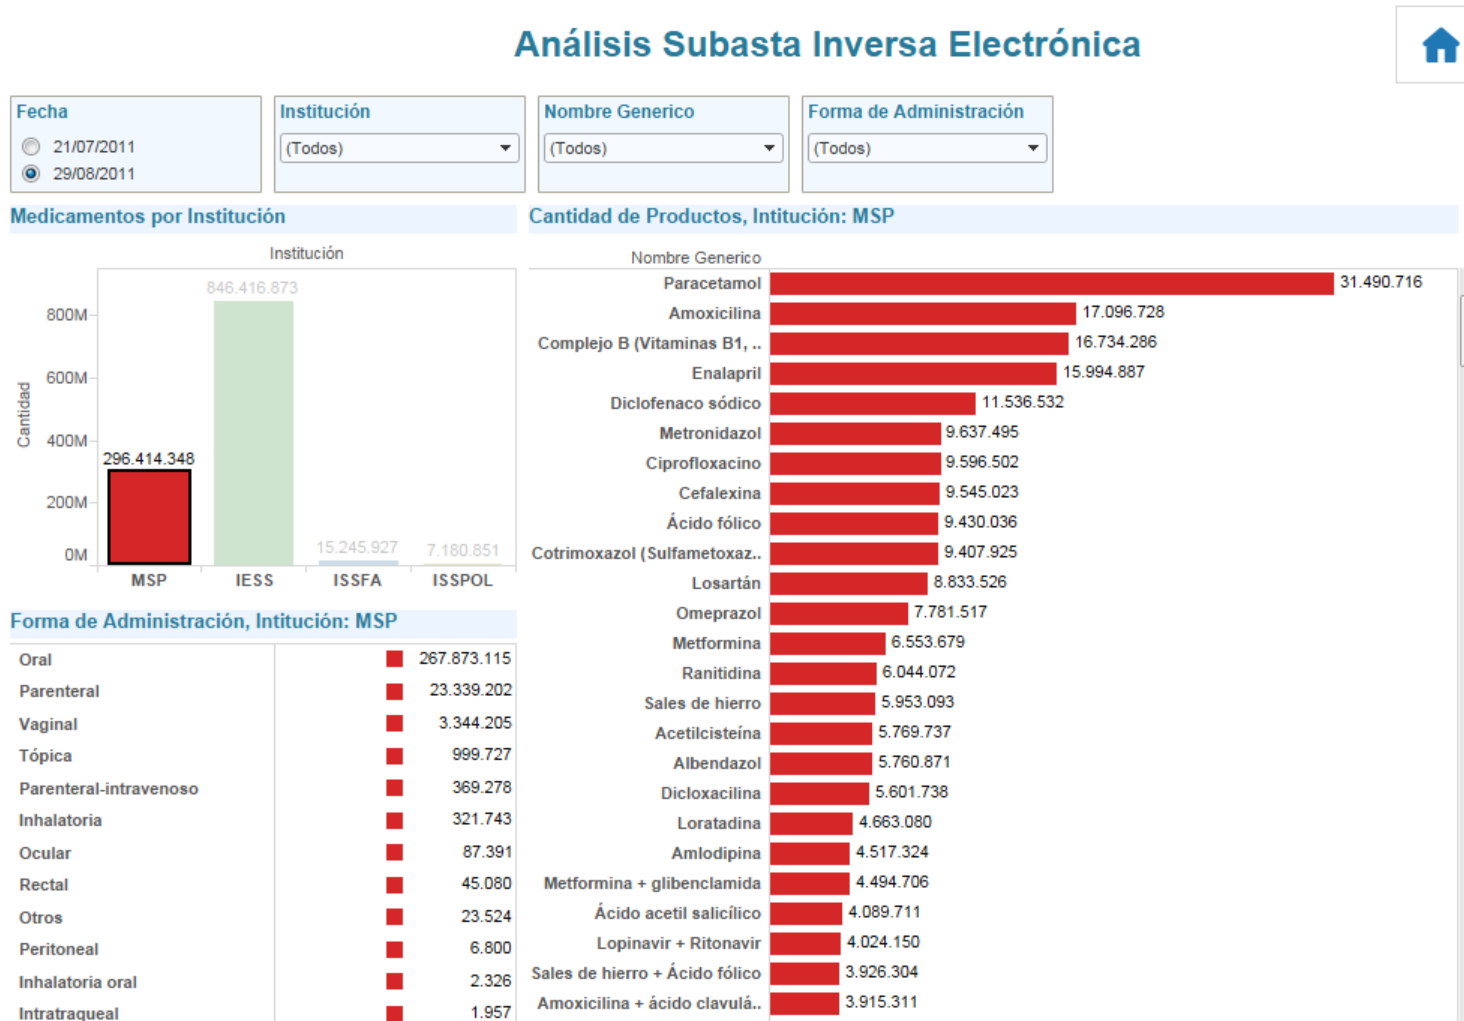 Análisis Subasta Inversa Electrónica
Fecha
21/07/2011
29/08/2011
Institución
(Todos)
Nombre Generico
(Todos)
Forma de Administración
(Todos)
Medicamentos por Institución
Institución
Cantidad
800M
600M
400M
200M
0M
296.414.348
846.416.873
15.245.927
7.180.851
MSP IESS ISSFA ISSPOL
Forma de Administración, Intitución: MSP
Oral 267.873.115
Parenteral 23.339.202
Vaginal 3.344.205
Tópica 999.727
Parenteral-intravenoso 369.278
Inhalatoria 321.743
Ocular 87.391
Rectal 45.080
Otros 23.524
Peritoneal 6.800
Inhalatoria oral 2.326
Intratraqueal 1.957
Cantidad de Productos, Intitución: MSP
Nombre Generico
Paracetamol 31.490.716
Amoxicilina 17.096.728
Complejo B (Vitaminas B1, .. 16.734.286
Enalapril 15.994.887
Diclofenaco sódico 11.536.532
Metronidazol 9.637.495
Ciprofloxacino 9.596.502
Cefalexina 9.545.023
Ácido fólico 9.430.036
Cotrimoxazol (Sulfametoxaz.. 9.407.925
Losartán 8.833.526
Omeprazol 7.781.517
Metformina 6.553.679
Ranitidina 6.044.072
Sales de hierro 5.953.093
Acetilcisteína 5.769.737
Albendazol 5.760.871
Dicloxacilina 5.601.738
Loratadina 4.663.080
Amlodipina 4.517.324
Metformina + glibenclamida 4.494.706
Ácido acetil salicílico 4.089.711
Lopinavir + Ritonavir 4.024.150
Sales de hierro + Ácido fólico 3.926.304
Amoxicilina + ácido clavulá.. 3.915.311